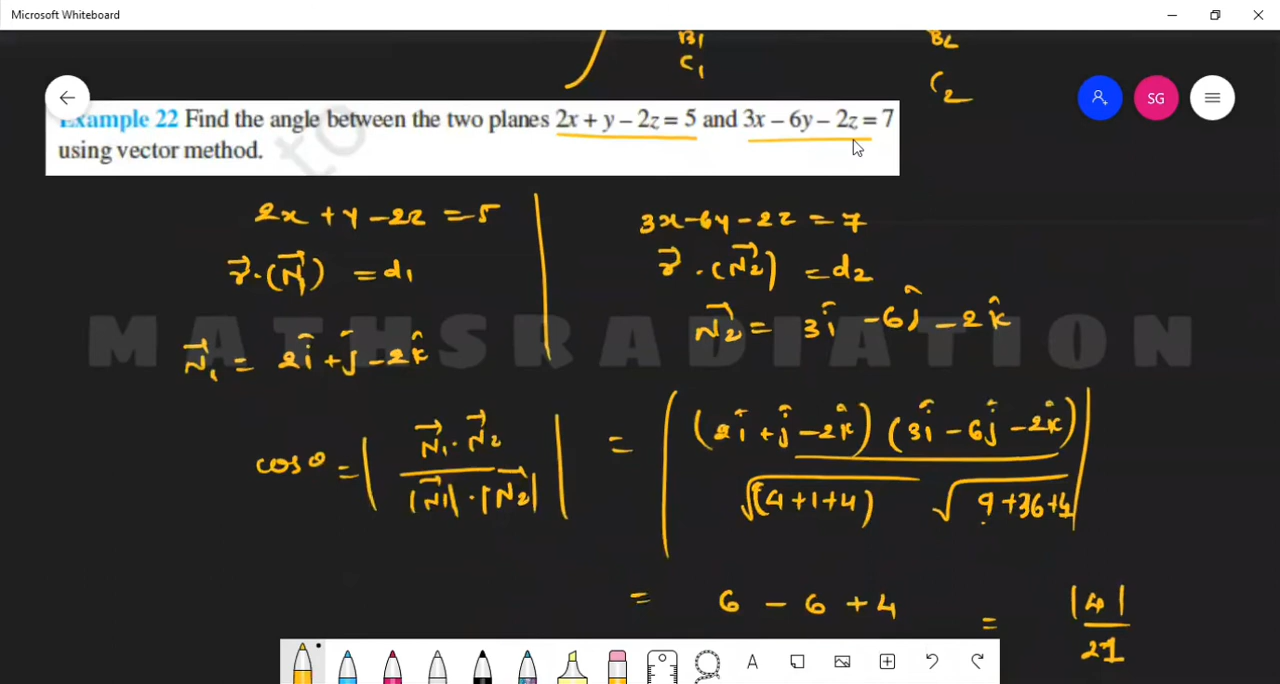 Microsoft Whiteboard
B1
C1
B2
C2
SG
Example 22 Find the angle between the two planes 2x + y – 2z = 5 and 3x – 6y – 2z = 7
using vector method.
2x + y - 2z = 5
r⃗·(N⃗) = d₁
N⃗₁ = 2î + ĵ - 2k̂
3x - 6y - 2z = 7
r⃗·(N⃗₂) = d₂
N⃗₂ = 3î - 6ĵ - 2k̂
MATHSRADIATION
cosθ = | N⃗₁·N⃗₂ / |N⃗₁|·|N⃗₂| | = | (2î + ĵ - 2k̂) (3î - 6ĵ - 2k̂) / √(4+1+4) √9+36+4 |
= 6 - 6 + 4 = |4| / 21
A